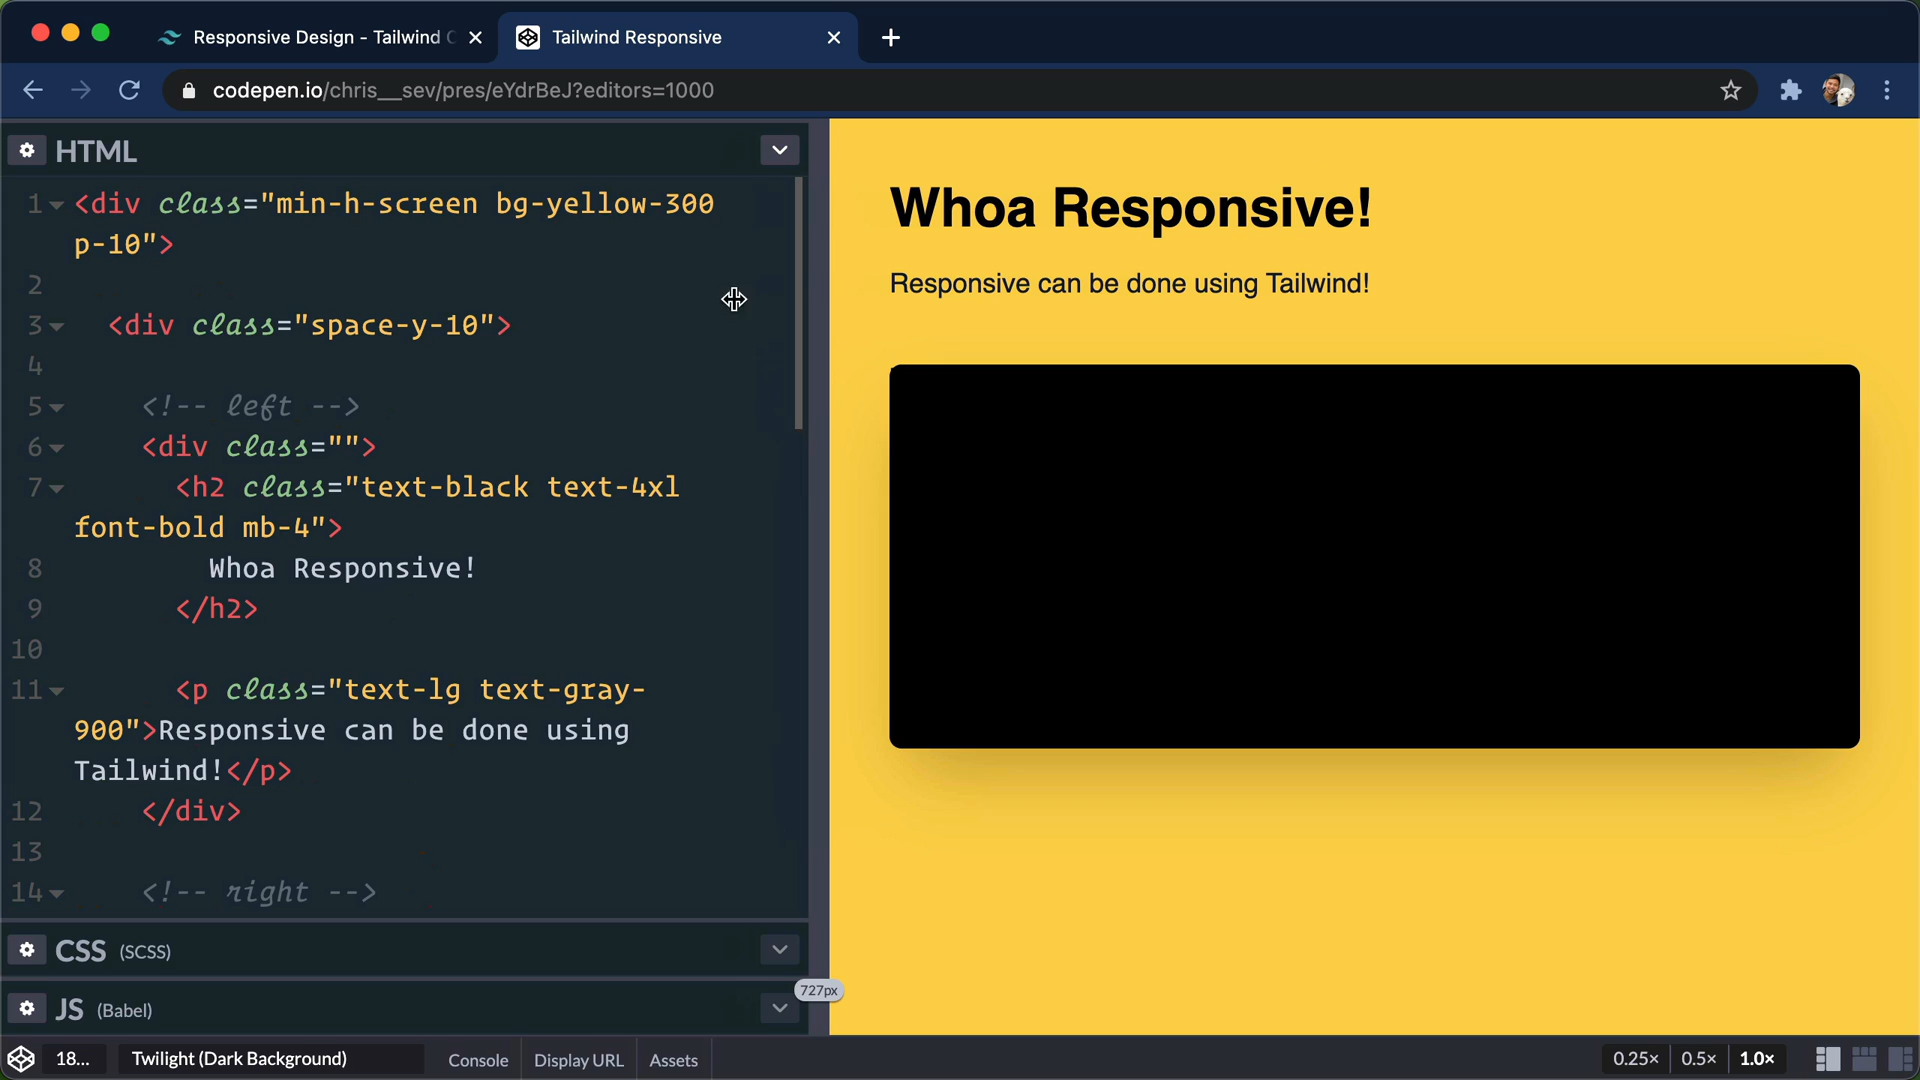 Responsive Design - Tailwind C
Tailwind Responsive
codepen.io/chris__sev/pres/eYdrBeJ?editors=1000
HTML
1 <div class="min-h-screen bg-yellow-300
p-10">
2
3 <div class="space-y-10">
4
5 <!-- left -->
6 <div class="">
7 <h2 class="text-black text-4xl
font-bold mb-4">
8 Whoa Responsive!
9 </h2>
10
11 <p class="text-lg text-gray-
900">Responsive can be done using
Tailwind!</p>
12 </div>
13
14 <!-- right -->
CSS (SCSS)
JS (Babel)
727px
Whoa Responsive!
Responsive can be done using Tailwind!
18... Twilight (Dark Background) Console Display URL Assets 0.25× 0.5× 1.0×